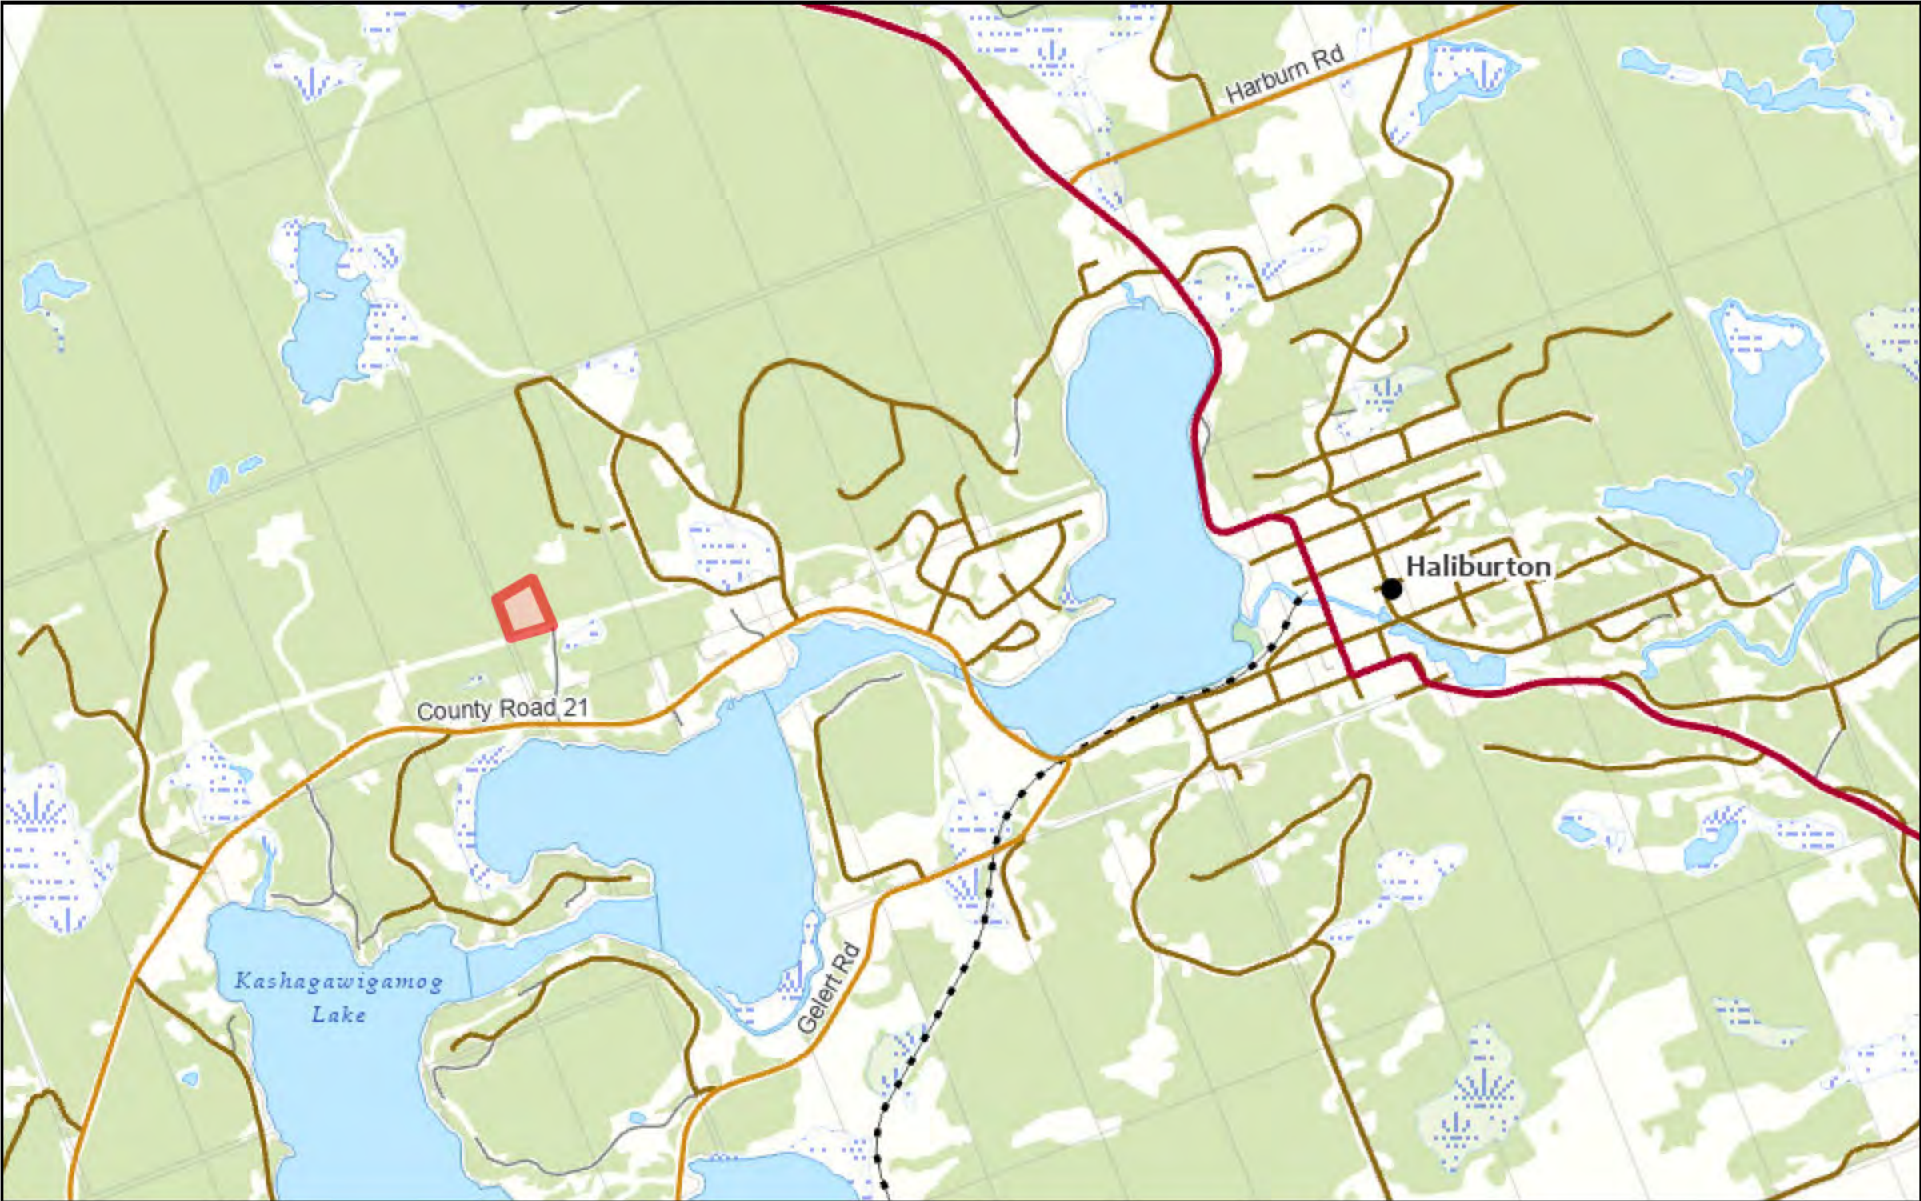 Harburn Rd
Haliburton
County Road 21
Kashagawigamog
Lake
Gelert Rd